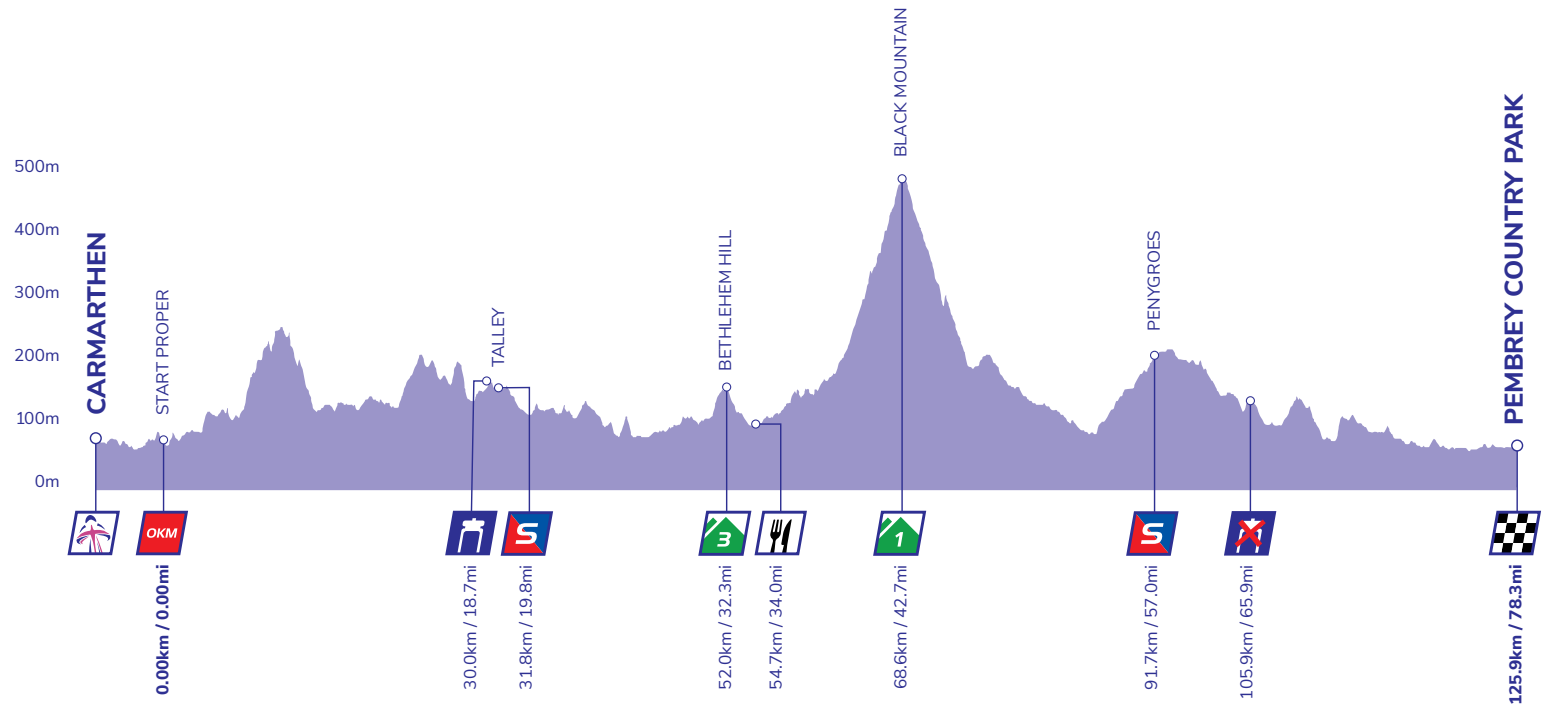 500m
400m
300m
200m
100m
0m
CARMARTHEN
START PROPER
TALLEY
BETHLEHEM HILL
BLACK MOUNTAIN
PENYGROES
PEMBREY COUNTRY PARK
0KM
S
3
1
S
0.00km / 0.00mi
30.0km / 18.7mi
31.8km / 19.8mi
52.0km / 32.3mi
54.7km / 34.0mi
68.6km / 42.7mi
91.7km / 57.0mi
105.9km / 65.9mi
125.9km / 78.3mi